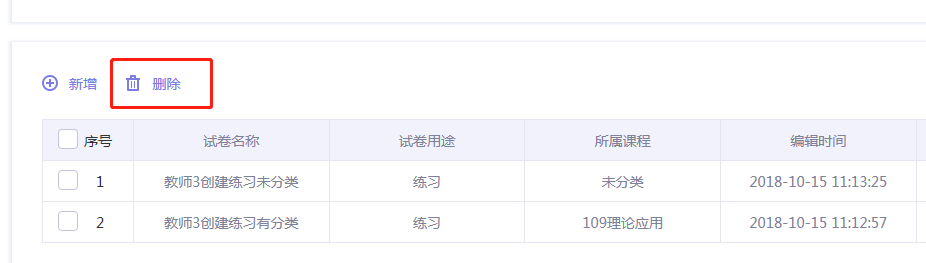 新增 删除
序号 试卷名称 试卷用途 所属课程 编辑时间
1 教师3创建练习未分类 练习 未分类 2018-10-15 11:13:25
2 教师3创建练习有分类 练习 109理论应用 2018-10-15 11:12:57